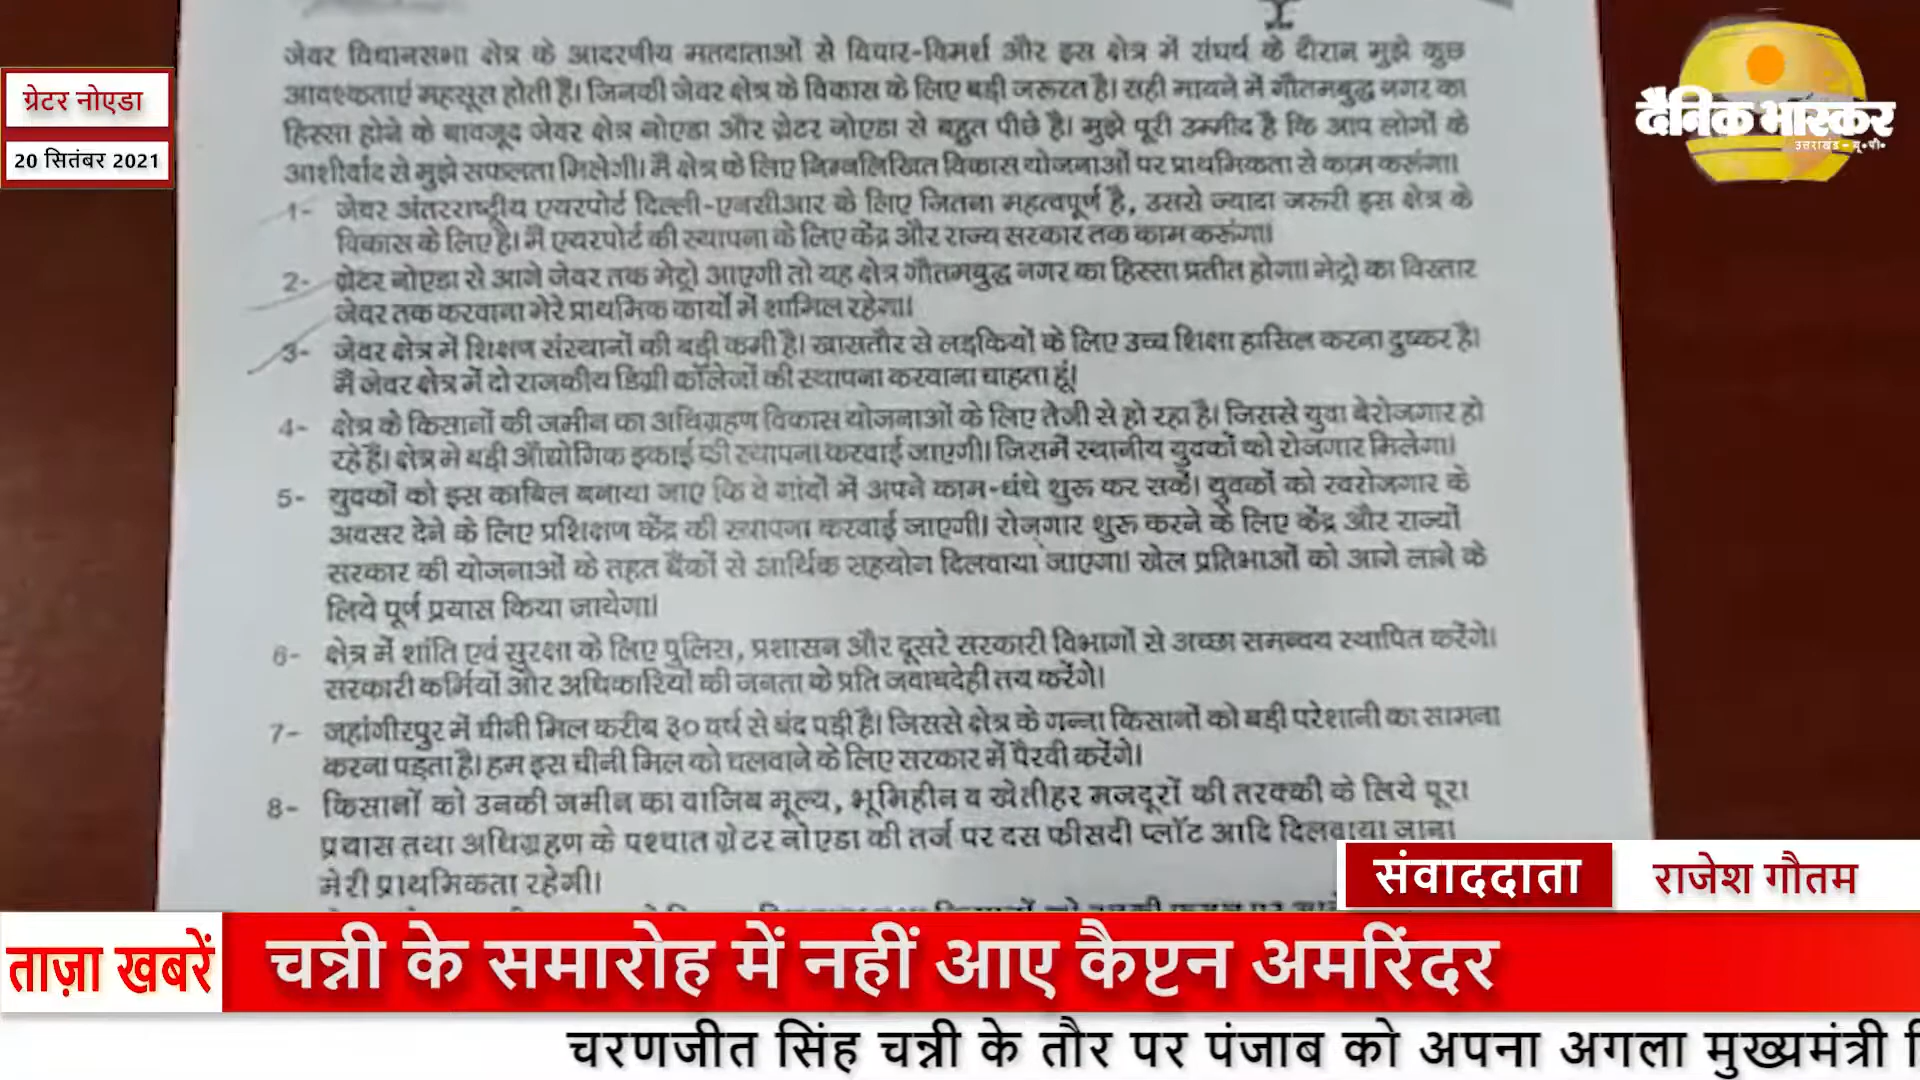 जेवर विधानसभा क्षेत्र के आदरणीय मतदाताओं से विचार-विमर्श और इस क्षेत्र में संघर्ष के दौरान मुझे कुछ
आवश्कताएं महसूस होती हैं। जिनकी जेवर क्षेत्र के विकास के लिए बड़ी जरूरत है। सही मायने में गौतमबुद्ध नगर का
हिस्सा होने के बावजूद जेवर क्षेत्र नोएडा और ग्रेटर नोएडा से बहुत पीछे है। मुझे पूरी उम्मीद है कि आप लोगों के
आशीर्वाद से मुझे सफलता मिलेगी। मैं क्षेत्र के लिए निम्नलिखित विकास योजनाओं पर प्राथमिकता से काम करूंगा।
1- जेवर अंतरराष्ट्रीय एयरपोर्ट दिल्ली-एनसीआर के लिए जितना महत्वपूर्ण है, उससे ज्यादा जरूरी इस क्षेत्र के
विकास के लिए है। मैं एयरपोर्ट की स्थापना के लिए केंद्र और राज्य सरकार तक काम करूंगा।
2- ग्रेटर नोएडा से आगे जेवर तक मेट्रो आएगी तो यह क्षेत्र गौतमबुद्ध नगर का हिस्सा प्रतीत होगा। मेट्रो का विस्तार
जेवर तक करवाना मेरे प्राथमिक कार्यों में शामिल रहेगा।
3- जेवर क्षेत्र में शिक्षण संस्थानों की बड़ी कमी है। खासतौर से लड़कियों के लिए उच्च शिक्षा हासिल करना दुष्कर है।
मैं जेवर क्षेत्र में दो राजकीय डिग्री कॉलेजों की स्थापना करवाना चाहता हूं।
4- क्षेत्र के किसानों की जमीन का अधिग्रहण विकास योजनाओं के लिए तेजी से हो रहा है। जिससे युवा बेरोजगार हो
रहे हैं। क्षेत्र मे बड़ी औद्योगिक इकाई की स्थापना करवाई जाएगी। जिसमें स्थानीय युवकों को रोजगार मिलेगा।
5- युवकों को इस काबिल बनाया जाए कि वे गांवों में अपने काम-धंधे शुरू कर सकें। युवकों को स्वरोजगार के
अवसर देने के लिए प्रशिक्षण केंद्र की स्थापना करवाई जाएगी। रोजगार शुरू करने के लिए केंद्र और राज्यों
सरकार की योजनाओं के तहत बैंकों से आर्थिक सहयोग दिलवाया जाएगा। खेल प्रतिभाओं को आगे लाने के
लिये पूर्ण प्रयास किया जायेगा।
6- क्षेत्र में शांति एवं सुरक्षा के लिए पुलिस, प्रशासन और दूसरे सरकारी विभागों से अच्छा समन्वय स्थापित करेंगे।
सरकारी कर्मियों और अधिकारियों की जनता के प्रति जवाबदेही तय करेंगे।
7- जहांगीरपुर में चीनी मिल करीब ३० वर्ष से बंद पड़ी है। जिससे क्षेत्र के गन्ना किसानों को बड़ी परेशानी का सामना
करना पड़ता है। हम इस चीनी मिल को चलवाने के लिए सरकार में पैरवी करेंगे।
8- किसानों को उनकी जमीन का वाजिब मूल्य, भूमिहीन व खेतीहर मजदूरों की तरक्की के लिये पूरा
प्रयास तथा अधिग्रहण के पश्चात ग्रेटर नोएडा की तर्ज पर दस फीसदी प्लॉट आदि दिलवाया जाना
मेरी प्राथमिकता रहेगी।
ग्रेटर नोएडा
20 सितंबर 2021
दैनिक भास्कर
उत्तराखंड - यू॰पी॰
संवाददाता राजेश गौतम
ताज़ा खबरें चन्नी के समारोह में नहीं आए कैप्टन अमरिंदर
चरणजीत सिंह चन्नी के तौर पर पंजाब को अपना अगला मुख्यमंत्री